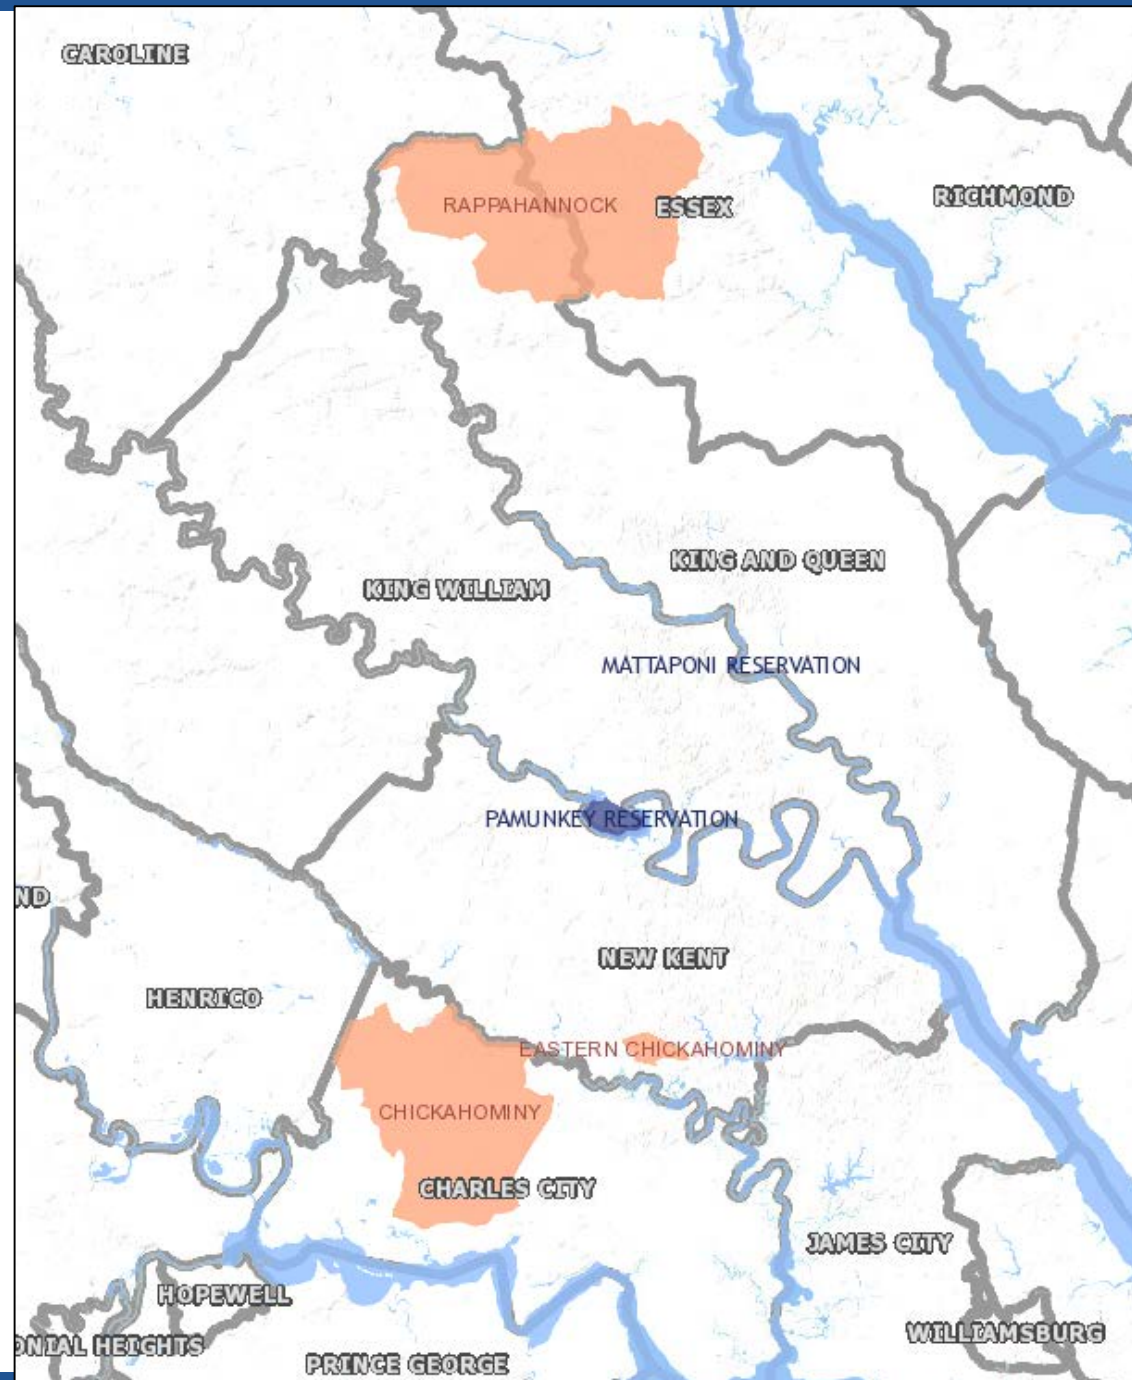 CAROLINE
RICHMOND
RAPPAHANNOCK
ESSEX
KING AND QUEEN
KING WILLIAM
MATTAPONI RESERVATION
PAMUNKEY RESERVATION
ND
NEW KENT
HENRICO
EASTERN CHICKAHOMINY
CHICKAHOMINY
CHARLES CITY
JAMES CITY
HOPEWELL
WILLIAMSBURG
ONIAL HEIGHTS
PRINCE GEORGE